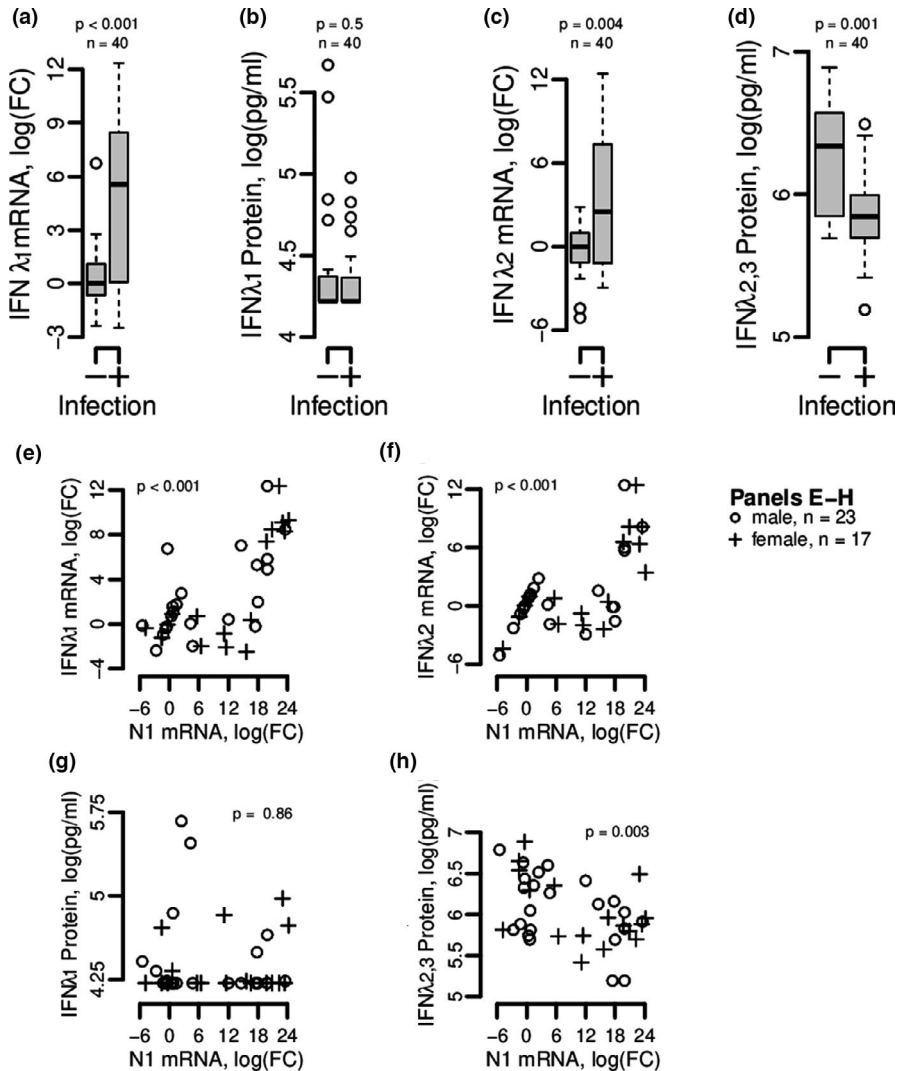 (a)
p < 0.001
n = 40
IFN λ1mRNA, log(FC)
12
9
6
3
0
−3
− +
Infection
(b)
p = 0.5
n = 40
IFNλ1 Protein, log(pg/ml)
5.5
5
4.5
4
− +
Infection
(c)
p = 0.004
n = 40
IFNλ2 mRNA, log(FC)
12
6
0
−6
− +
Infection
(d)
p = 0.001
n = 40
IFNλ2,3 Protein, log(pg/ml)
7
6
5
− +
Infection
(e)
p < 0.001
IFNλ1 mRNA, log(FC)
12
8
4
0
−4
−6 0 6 12 18 24
N1 mRNA, log(FC)
(f)
p < 0.001
IFNλ2 mRNA, log(FC)
12
6
0
−6
−6 0 6 12 18 24
N1 mRNA, log(FC)
Panels E−H
male, n = 23
female, n = 17
(g)
p = 0.86
IFNλ1 Protein, log(pg/ml)
5.75
5
4.25
−6 0 6 12 18 24
N1 mRNA, log(FC)
(h)
p = 0.003
IFNλ2,3 Protein, log(pg/ml)
7
6.5
6
5.5
5
−6 0 6 12 18 24
N1 mRNA, log(FC)